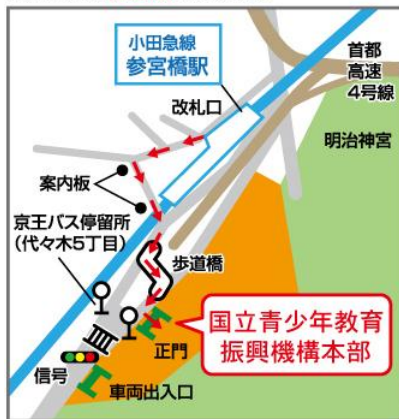 小田急線
参宮橋駅
改札口
首都
高速
4号線
明治神宮
案内板
京王バス停留所
(代々木5丁目)
歩道橋
国立青少年教育
振興機構本部
正門
信号
車両出入口